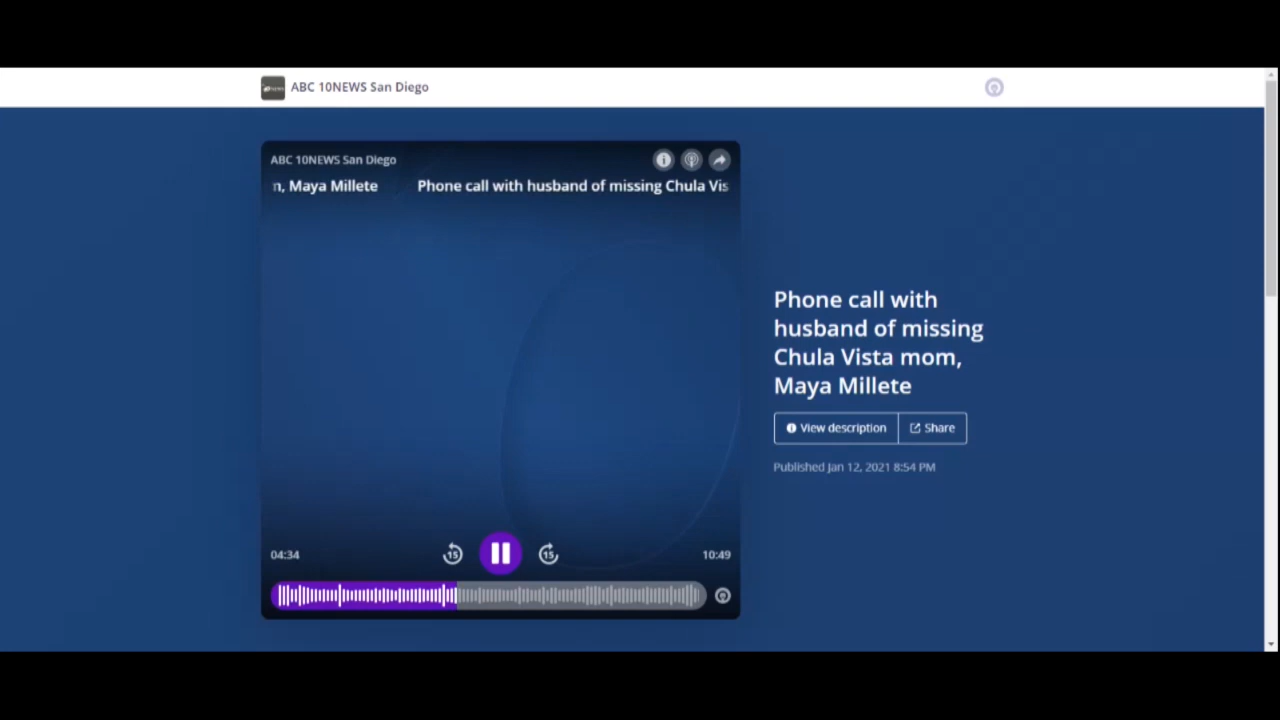 ABC 10NEWS San Diego
ABC 10NEWS San Diego
n, Maya Millete Phone call with husband of missing Chula Vis
Phone call with
husband of missing
Chula Vista mom,
Maya Millete
View description Share
Published Jan 12, 2021 8:54 PM
04:34 15 15 10:49